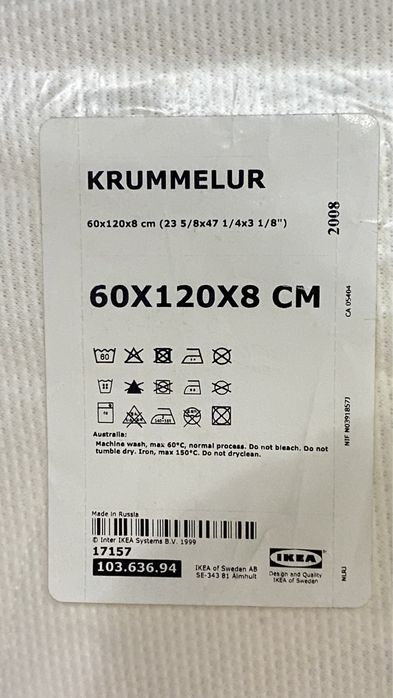 KRUMMELUR
60x120x8 cm (23 5/8x47 1/4x3 1/8")
2008
60X120X8 CM
CA 05404
Australia:
Machine wash, max 60°C, normal process. Do not bleach. Do not
tumble dry. Iron, max 150°C. Do not dryclean.
Made in Russia
© Inter IKEA Systems B.V. 1999
17157
103.636.94
IKEA of Sweden AB
SE-343 81 Älmhult
IKEA
Design and Quality
IKEA of Sweden